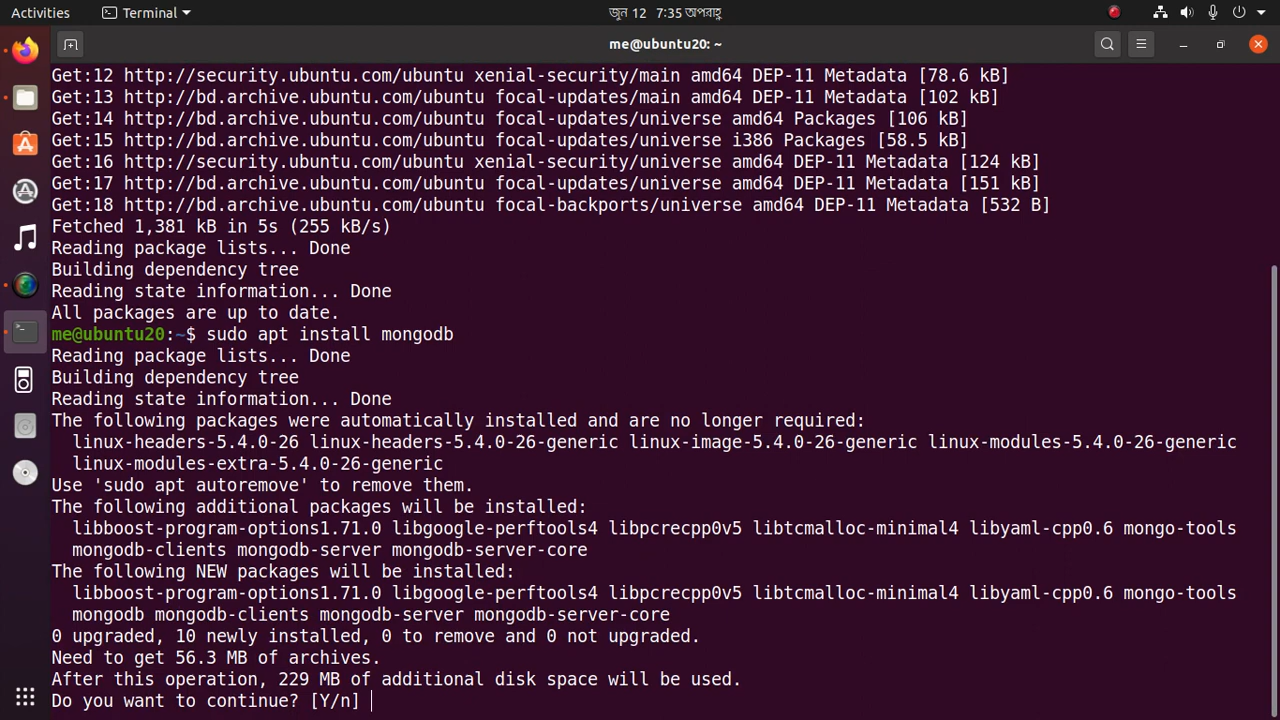 Activities
Terminal
জুন 12 7:35 অপরাহ্ণ
me@ubuntu20: ~
Get:12 http://security.ubuntu.com/ubuntu xenial-security/main amd64 DEP-11 Metadata [78.6 kB]
Get:13 http://bd.archive.ubuntu.com/ubuntu focal-updates/main amd64 DEP-11 Metadata [102 kB]
Get:14 http://bd.archive.ubuntu.com/ubuntu focal-updates/universe amd64 Packages [106 kB]
Get:15 http://bd.archive.ubuntu.com/ubuntu focal-updates/universe i386 Packages [58.5 kB]
Get:16 http://security.ubuntu.com/ubuntu xenial-security/universe amd64 DEP-11 Metadata [124 kB]
Get:17 http://bd.archive.ubuntu.com/ubuntu focal-updates/universe amd64 DEP-11 Metadata [151 kB]
Get:18 http://bd.archive.ubuntu.com/ubuntu focal-backports/universe amd64 DEP-11 Metadata [532 B]
Fetched 1,381 kB in 5s (255 kB/s)
Reading package lists... Done
Building dependency tree
Reading state information... Done
All packages are up to date.
me@ubuntu20:~$ sudo apt install mongodb
Reading package lists... Done
Building dependency tree
Reading state information... Done
The following packages were automatically installed and are no longer required:
linux-headers-5.4.0-26 linux-headers-5.4.0-26-generic linux-image-5.4.0-26-generic linux-modules-5.4.0-26-generic
linux-modules-extra-5.4.0-26-generic
Use 'sudo apt autoremove' to remove them.
The following additional packages will be installed:
libboost-program-options1.71.0 libgoogle-perftools4 libpcrecpp0v5 libtcmalloc-minimal4 libyaml-cpp0.6 mongo-tools
mongodb-clients mongodb-server mongodb-server-core
The following NEW packages will be installed:
libboost-program-options1.71.0 libgoogle-perftools4 libpcrecpp0v5 libtcmalloc-minimal4 libyaml-cpp0.6 mongo-tools
mongodb mongodb-clients mongodb-server mongodb-server-core
0 upgraded, 10 newly installed, 0 to remove and 0 not upgraded.
Need to get 56.3 MB of archives.
After this operation, 229 MB of additional disk space will be used.
Do you want to continue? [Y/n]